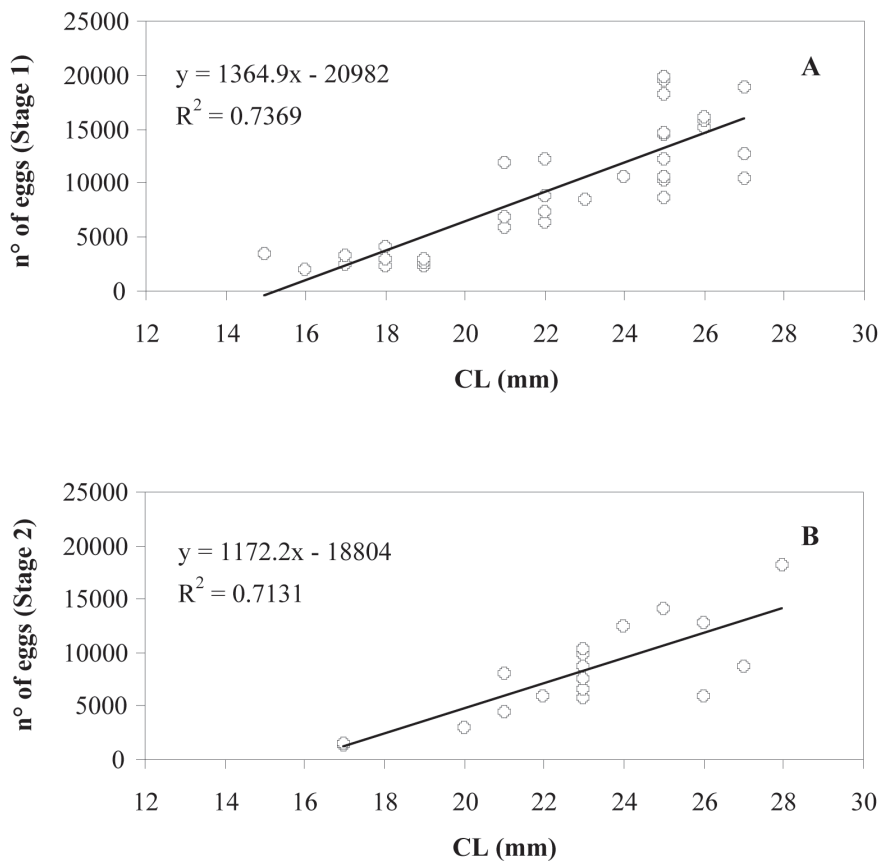 25000
20000
15000
10000
5000
0
n° of eggs (Stage 1)
y = 1364.9x - 20982
R² = 0.7369
A
12 14 16 18 20 22 24 26 28 30
CL (mm)
25000
20000
15000
10000
5000
0
n° of eggs (Stage 2)
y = 1172.2x - 18804
R² = 0.7131
B
12 14 16 18 20 22 24 26 28 30
CL (mm)